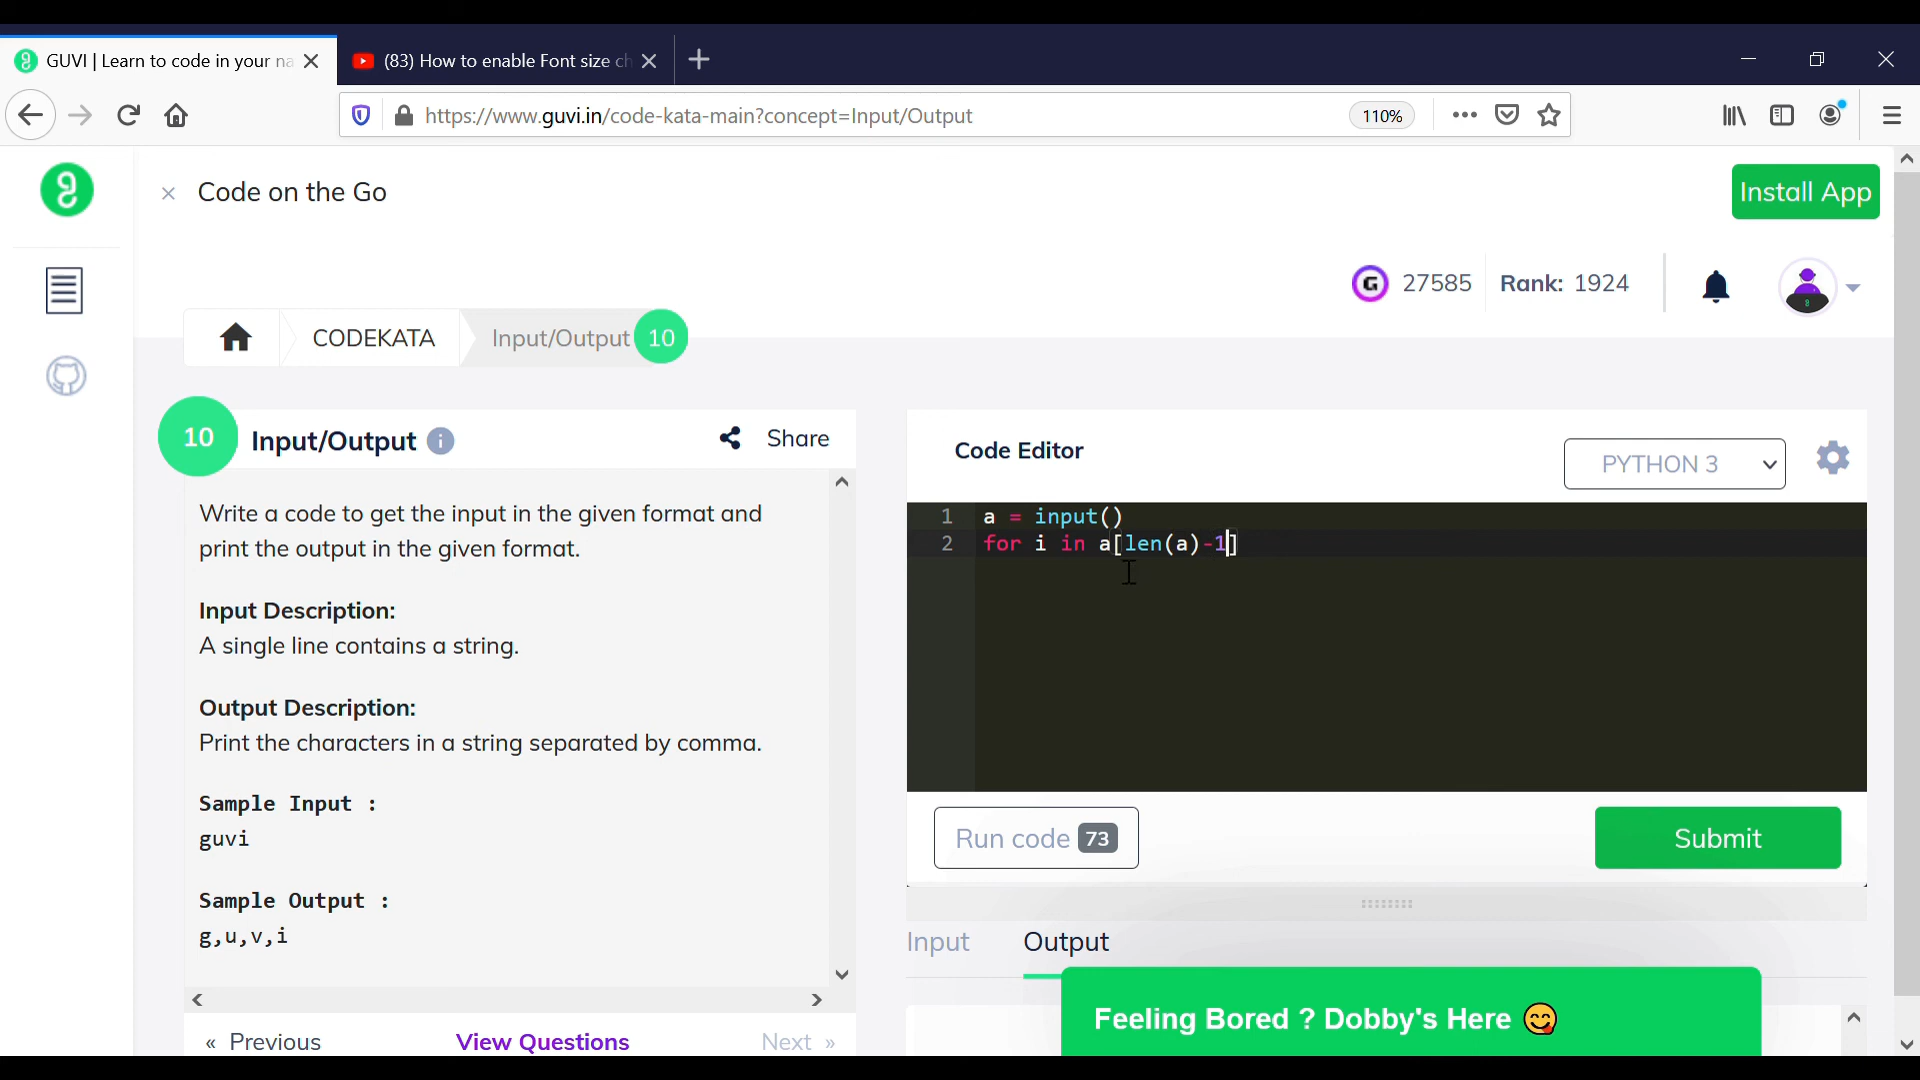 GUVI | Learn to code in your na
(83) How to enable Font size ch
https://www.guvi.in/code-kata-main?concept=Input/Output
110%
Code on the Go
Install App
G 27585
Rank: 1924
CODEKATA
Input/Output
10
10
Input/Output
Share
Write a code to get the input in the given format and
print the output in the given format.
Input Description:
A single line contains a string.
Output Description:
Print the characters in a string separated by comma.
Sample Input :
guvi
Sample Output :
g,u,v,i
« Previous
View Questions
Next »
Code Editor
PYTHON 3
1 a = input()
2 for i in a[len(a)-1]
Run code 73
Submit
Input
Output
Feeling Bored ? Dobby's Here 😋